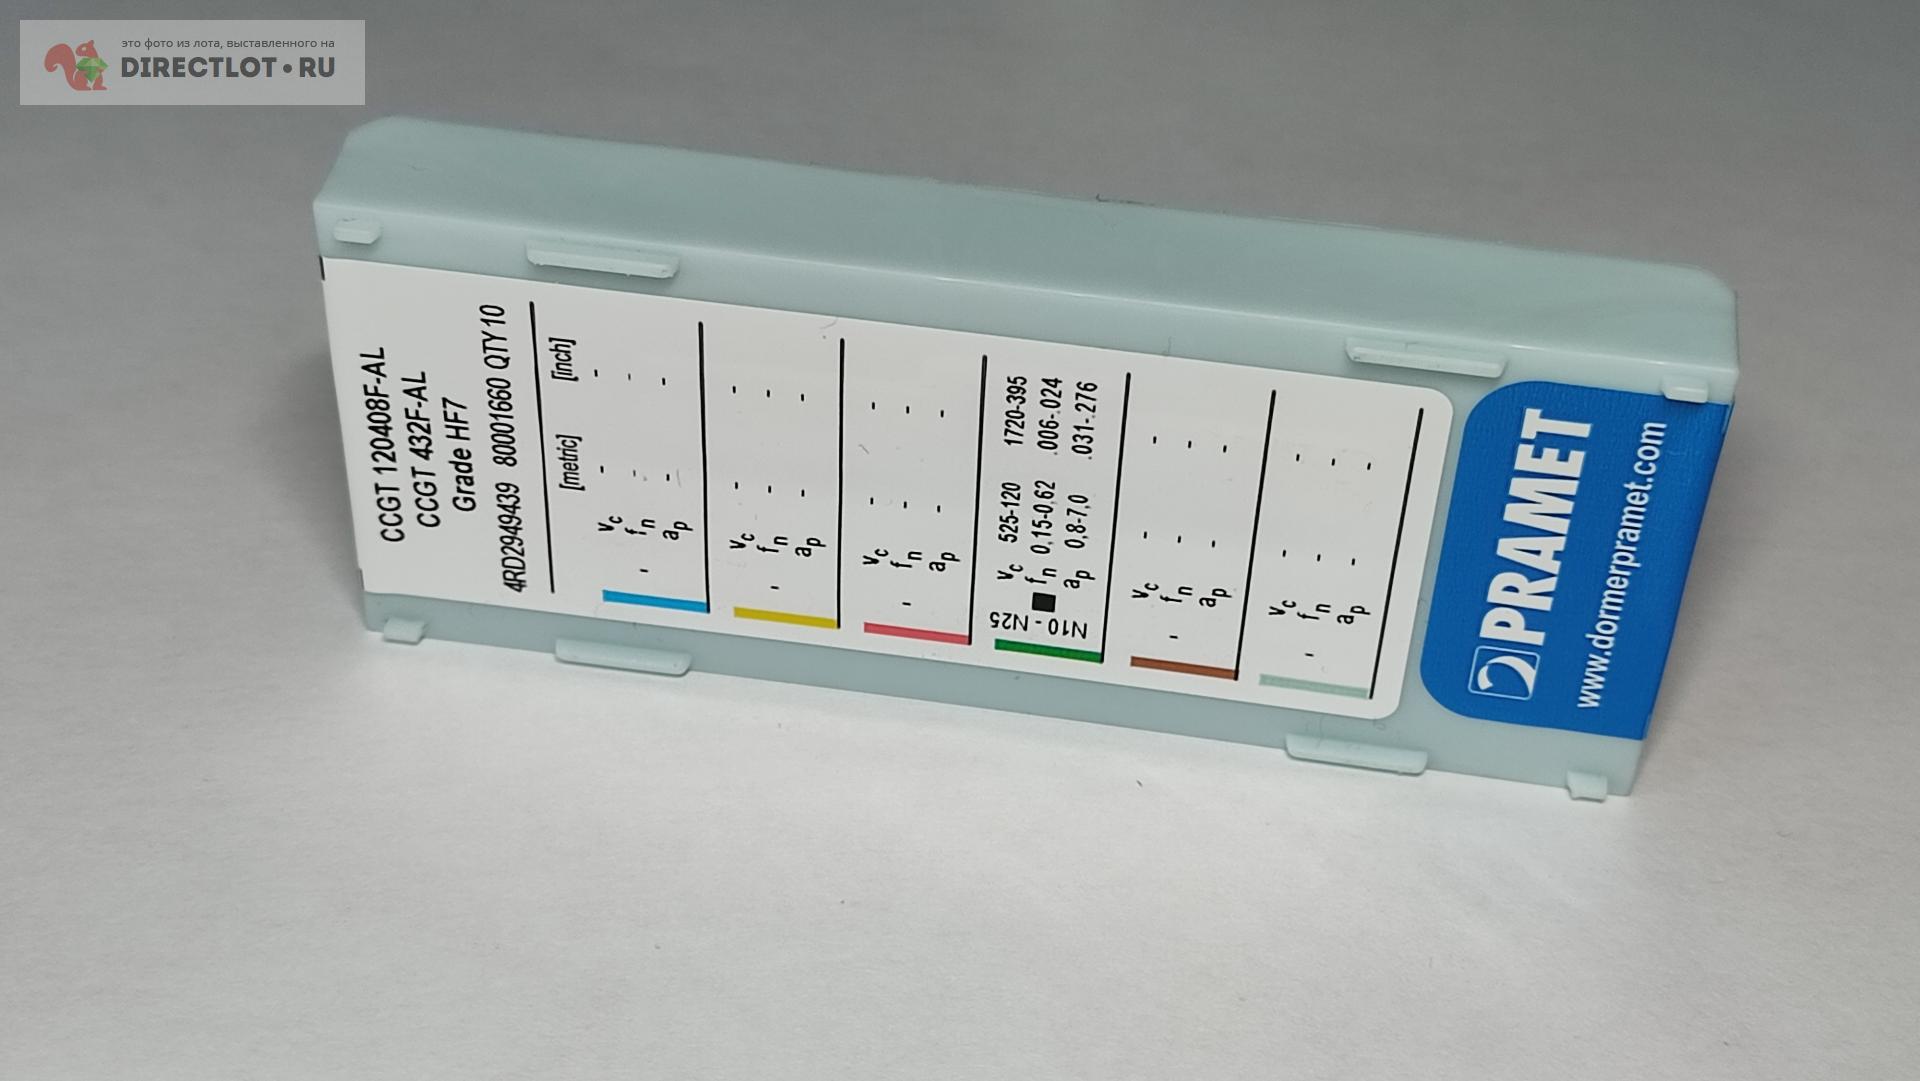 это фото из лота, выставленного на
DIRECTLOT•RU
CCGT 120408F-AL
CCGT 432F-AL
Grade HF7
4RD2949439 80001660 QTY 10
[metric] [inch]
vc - -
- fn - -
ap - -
vc - -
- fn - -
ap - -
vc - -
- fn - -
ap - -
N10 - N25
vc 525-120 1720-395
fn 0,15-0,62 .006-.024
ap 0,8-7,0 .031-.276
vc - -
- fn - -
ap - -
vc - -
- fn - -
ap - -
PRAMET
www.dormerpramet.com